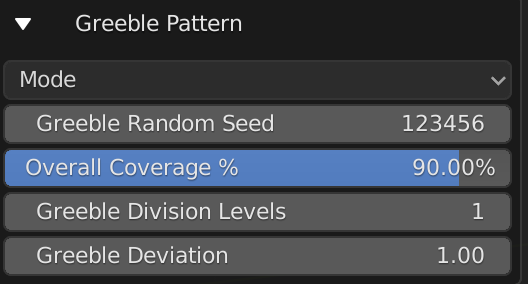 Greeble Pattern
Mode
Greeble Random Seed 123456
Overall Coverage % 90.00%
Greeble Division Levels 1
Greeble Deviation 1.00